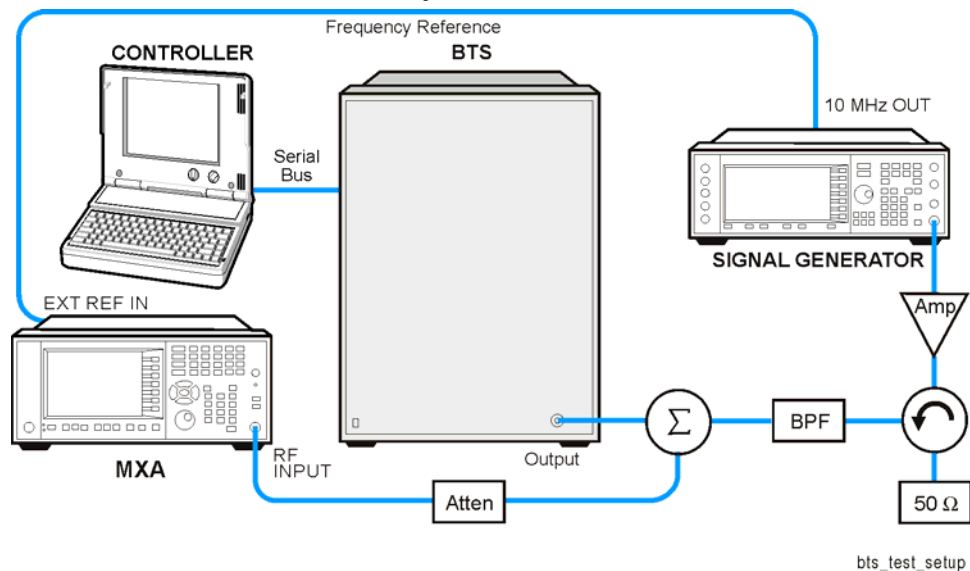 Frequency Reference
CONTROLLER
BTS
10 MHz OUT
Serial
Bus
SIGNAL GENERATOR
EXT REF IN
Amp
Σ
BPF
RF
INPUT
Output
MXA
Atten
50 Ω
bts_test_setup